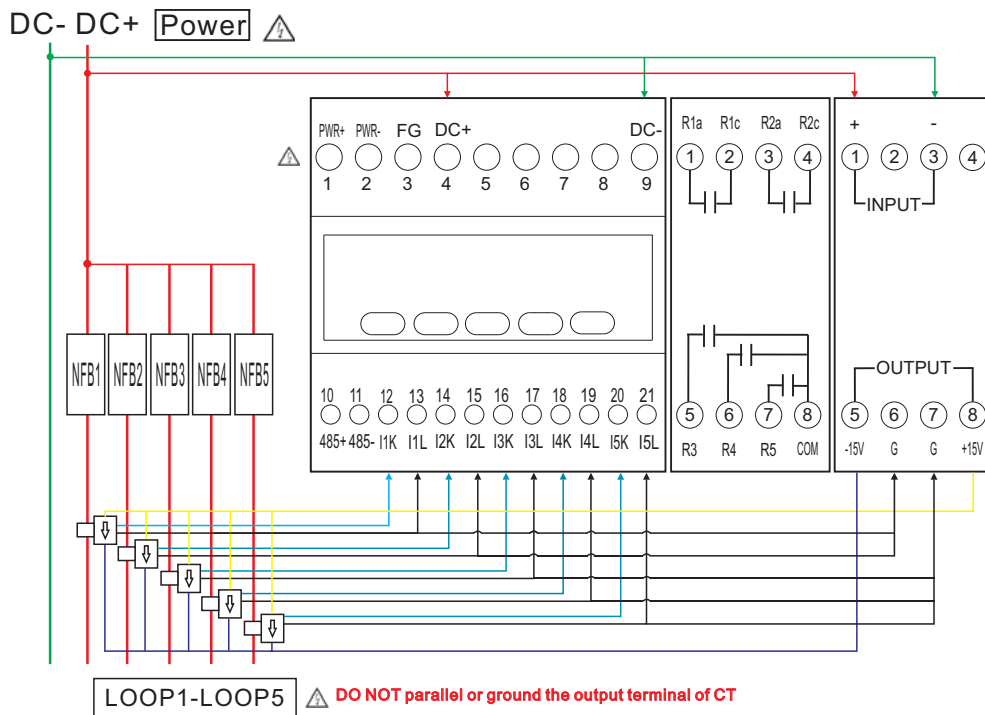 DC- DC+ Power
PWR+ PWR- FG DC+ DC-
1 2 3 4 5 6 7 8 9
R1a R1c R2a R2c
1 2 3 4
+ -
1 2 3 4
INPUT
NFB1 NFB2 NFB3 NFB4 NFB5
10 11 12 13 14 15 16 17 18 19 20 21
485+ 485- I1K I1L I2K I2L I3K I3L I4K I4L I5K I5L
5 6 7 8
R3 R4 R5 COM
OUTPUT
5 6 7 8
-15V G G +15V
LOOP1-LOOP5
DO NOT parallel or ground the output terminal of CT